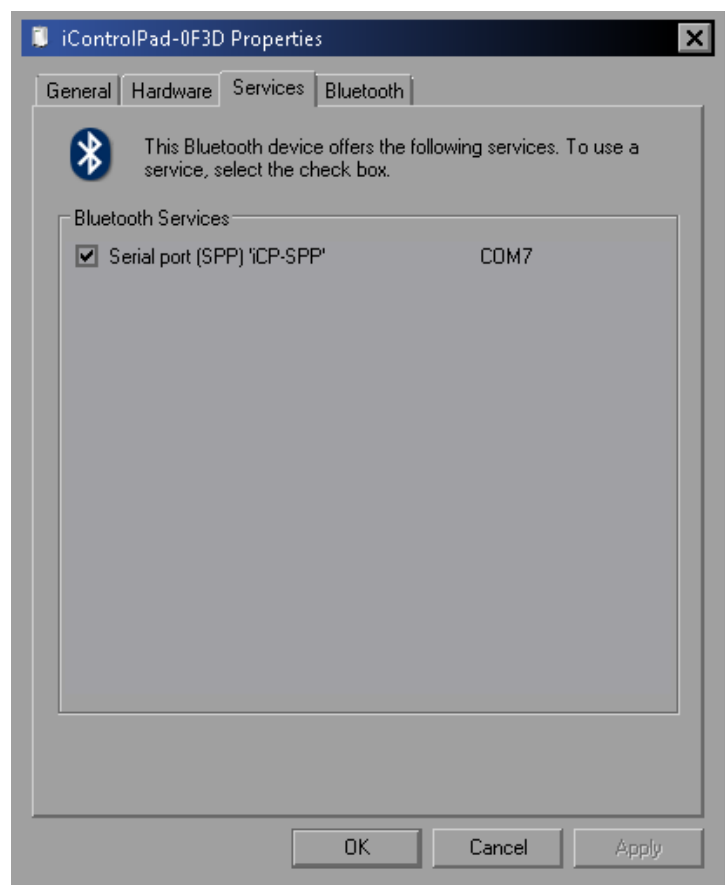 iControlPad-0F3D Properties
General Hardware Services Bluetooth
This Bluetooth device offers the following services. To use a
service, select the check box.
Bluetooth Services
Serial port (SPP) 'iCP-SPP' COM7
OK Cancel Apply